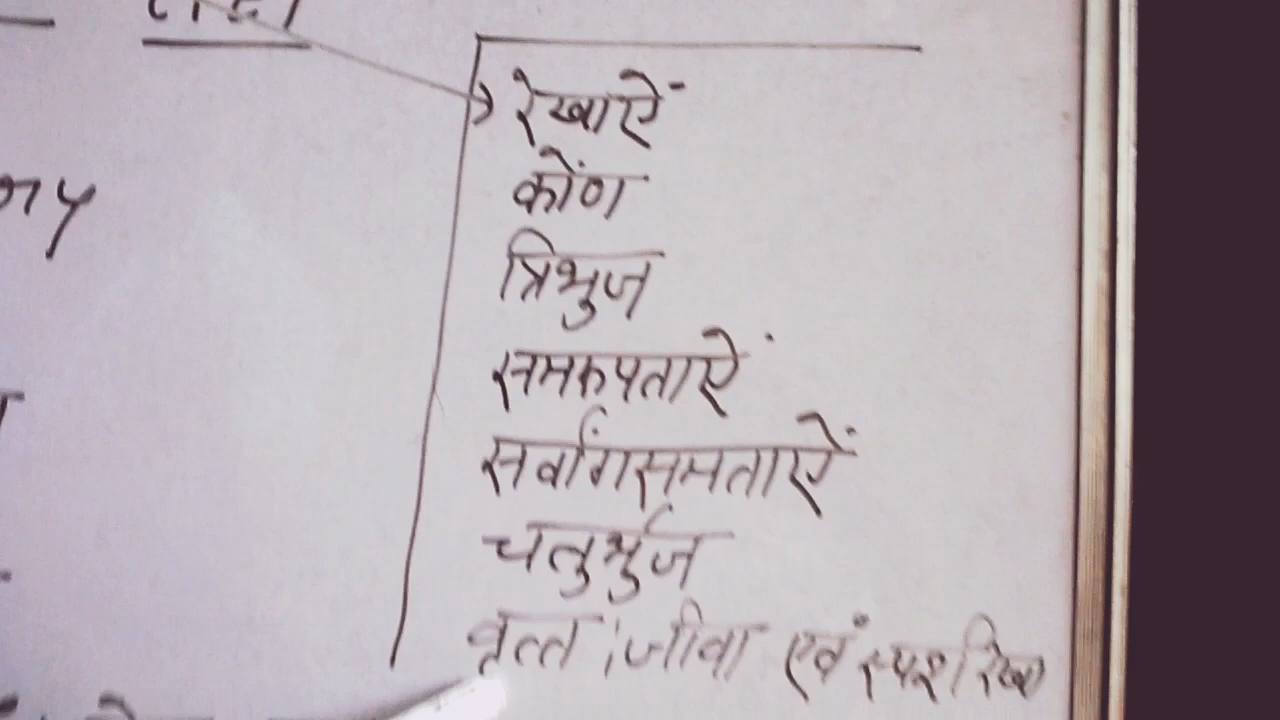 रेखाऐं
कोंण
त्रिभुज
समरुपताऐं
सर्वांगसमताऐं
चतुर्भुज
वृत्त : जीवा एवं स्पर्श रेखा